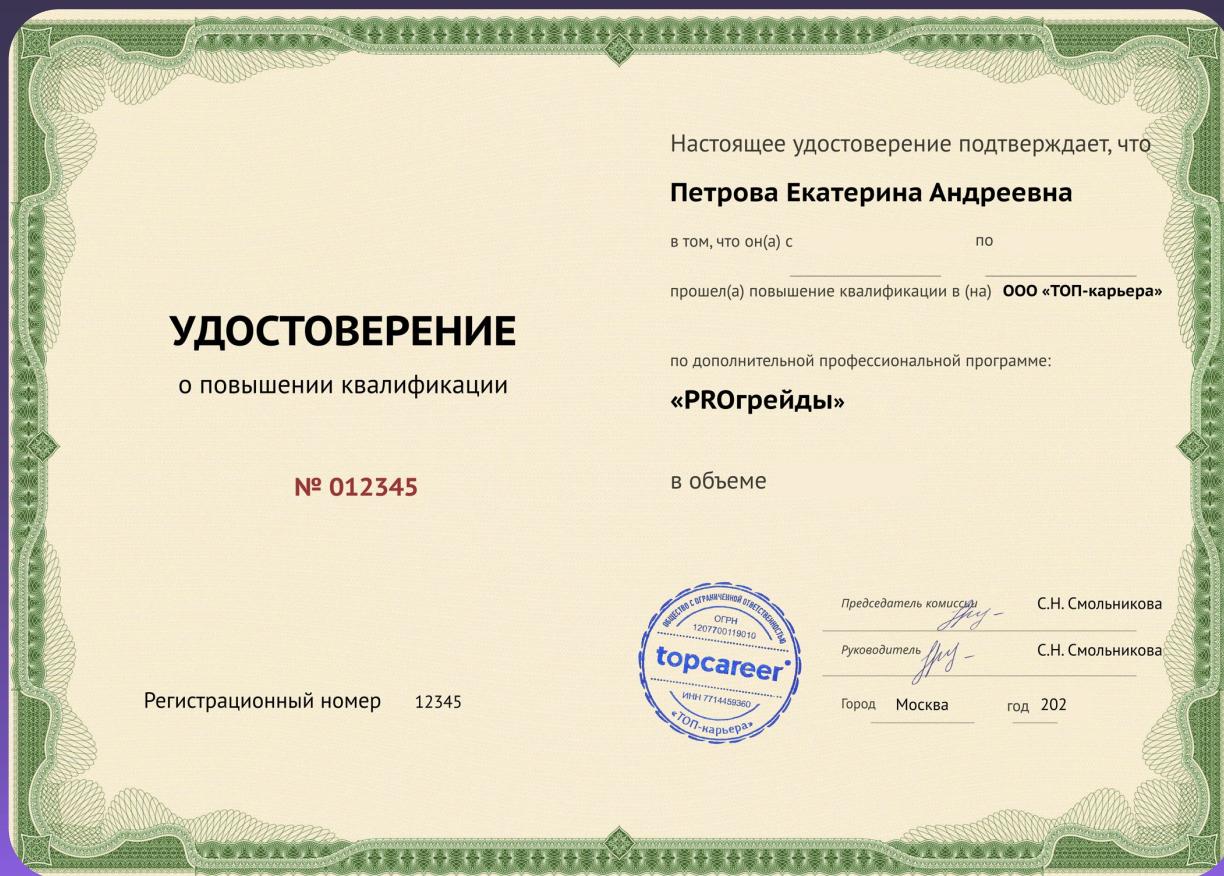 УДОСТОВЕРЕНИЕ
о повышении квалификации
№ 012345
Регистрационный номер 12345
Настоящее удостоверение подтверждает, что
Петрова Екатерина Андреевна
в том, что он(а) с по
прошел(а) повышение квалификации в (на) ООО «ТОП-карьера»
по дополнительной профессиональной программе:
«PROгрейды»
в объеме
ОБЩЕСТВО С ОГРАНИЧЕННОЙ ОТВЕТСТВЕННОСТЬЮ
ОГРН
1207700119010
topcareer
ИНН 7714459360
«ТОП-карьера»
Председатель комиссии С.Н. Смольникова
Руководитель С.Н. Смольникова
Город Москва год 202